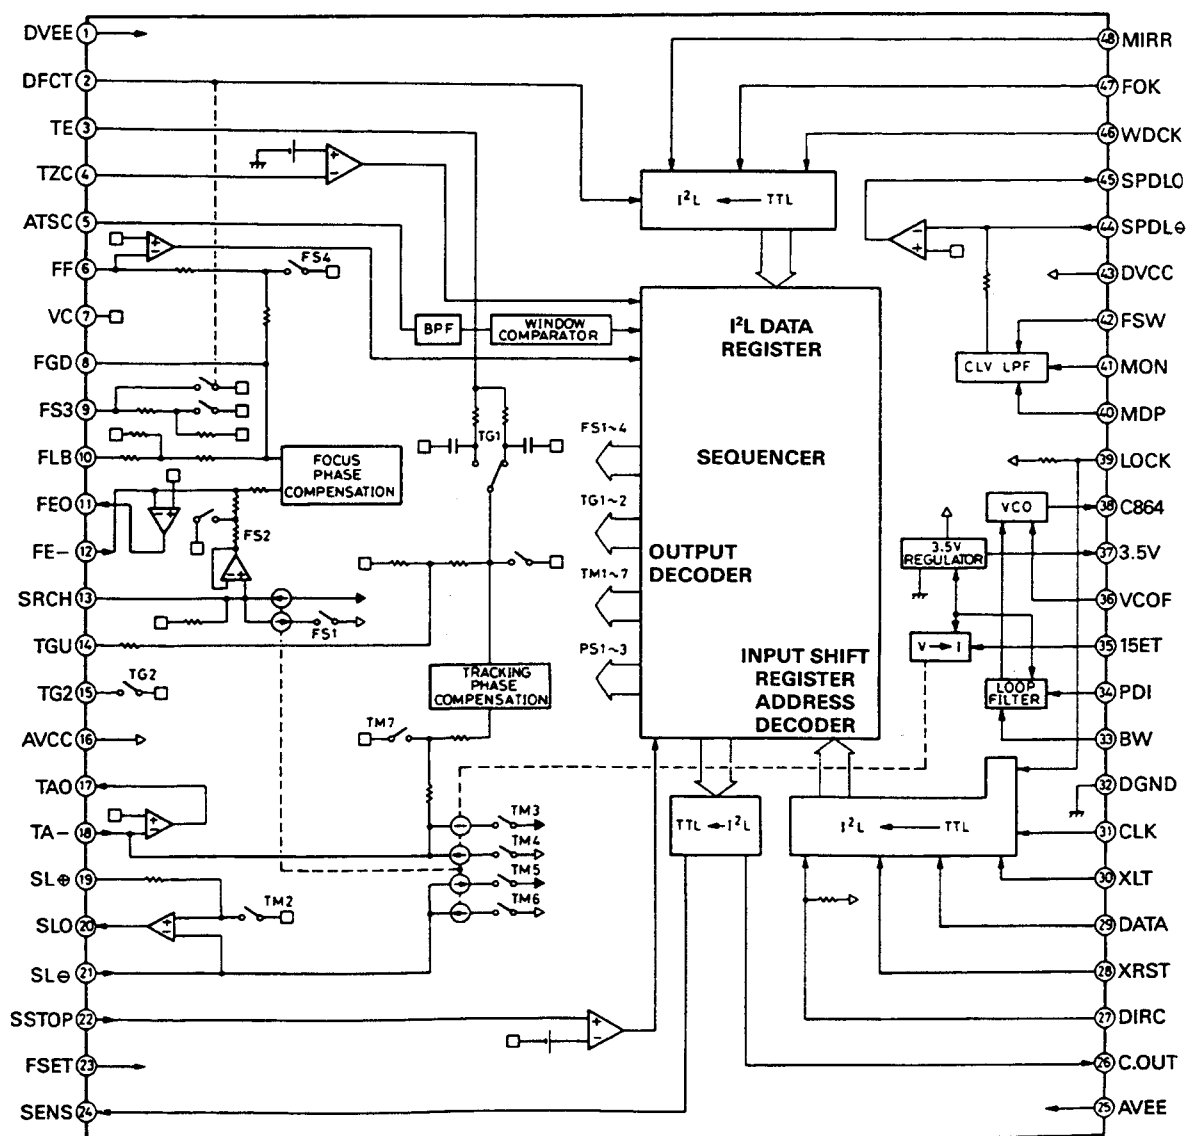 DVEE 1
DFCT 2
TE 3
TZC 4
ATSC 5
FF 6
VC 7
FGD 8
FS3 9
FLB 10
FEO 11
FE− 12
SRCH 13
TGU 14
TG2 15
AVCC 16
TAO 17
TA− 18
SL⊕ 19
SLO 20
SL⊖ 21
SSTOP 22
FSET 23
SENS 24
48 MIRR
47 FOK
46 WDCK
45 SPDLO
44 SPDL⊖
43 DVCC
42 FSW
41 MON
40 MDP
39 LOCK
38 C864
37 3.5V
36 VCOF
35 15ET
34 PDI
33 BW
32 DGND
31 CLK
30 XLT
29 DATA
28 XRST
27 DIRC
26 C.OUT
25 AVEE
FS4
BPF
WINDOW
COMPARATOR
TG1
FOCUS
PHASE
COMPENSATION
FS2
FS1
TG2
TRACKING
PHASE
COMPENSATION
TM7
TM3
TM4
TM5
TM6
TM2
I²L ← TTL
I²L DATA
REGISTER
SEQUENCER
FS1~4
TG1~2
TM1~7
PS1~3
OUTPUT
DECODER
INPUT SHIFT
REGISTER
ADDRESS
DECODER
TTL ← I²L
I²L ← TTL
CLV LPF
VCO
3.5V
REGULATOR
V → I
LOOP
FILTER